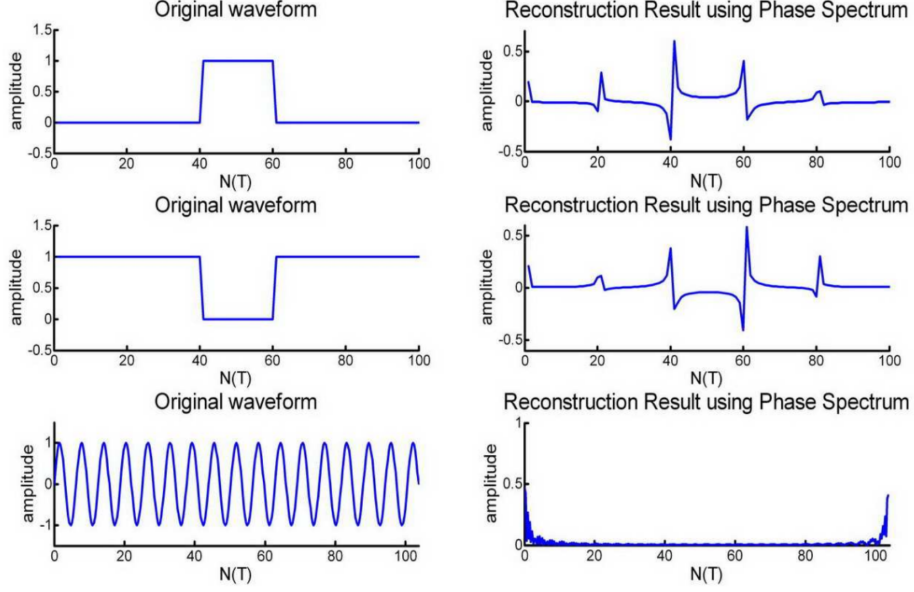 Original waveform
1.5
1
0.5
0
-0.5
amplitude
0 20 40 60 80 100
N(T)
Reconstruction Result using Phase Spectrum
0.5
0
-0.5
amplitude
0 20 40 60 80 100
N(T)
Original waveform
1.5
1
0.5
0
-0.5
amplitude
0 20 40 60 80 100
N(T)
Reconstruction Result using Phase Spectrum
0.5
0
-0.5
amplitude
0 20 40 60 80 100
N(T)
Original waveform
1
0
-1
amplitude
0 20 40 60 80 100
N(T)
Reconstruction Result using Phase Spectrum
1
0.5
0
amplitude
0 20 40 60 80 100
N(T)